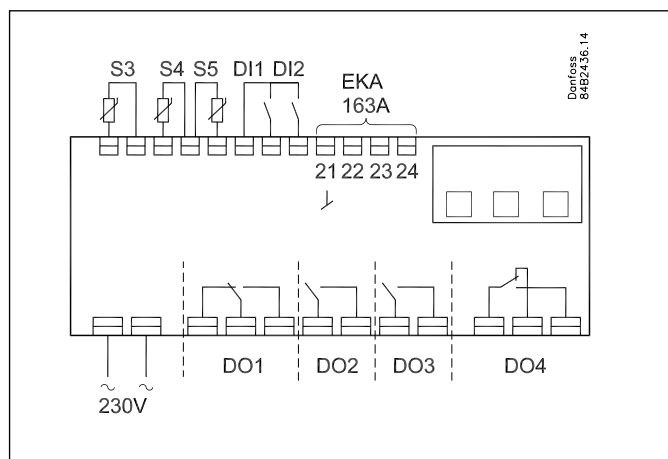 S3 S4 S5 DI1 DI2
EKA
163A
Danfoss
84B2436.14
21 22 23 24
DO1 DO2 DO3 DO4
~ ~
230V